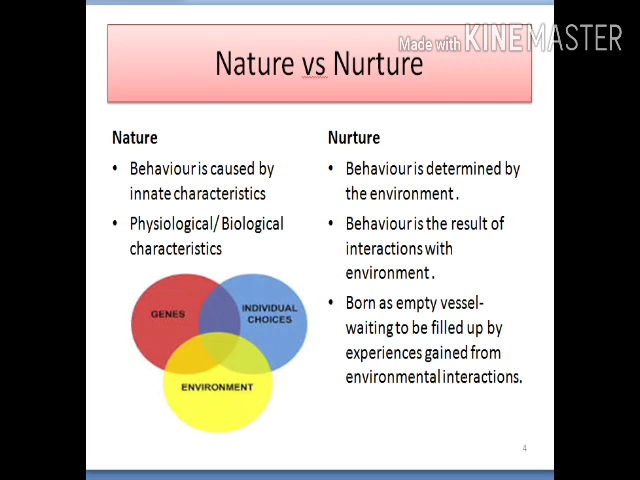 Made with KINEMASTER
Nature vs Nurture
Nature
• Behaviour is caused by
innate characteristics
• Physiological/ Biological
characteristics
GENES
INDIVIDUAL
CHOICES
ENVIRONMENT
Nurture
• Behaviour is determined by
the environment .
• Behaviour is the result of
interactions with
environment .
• Born as empty vessel-
waiting to be filled up by
experiences gained from
environmental interactions.
4